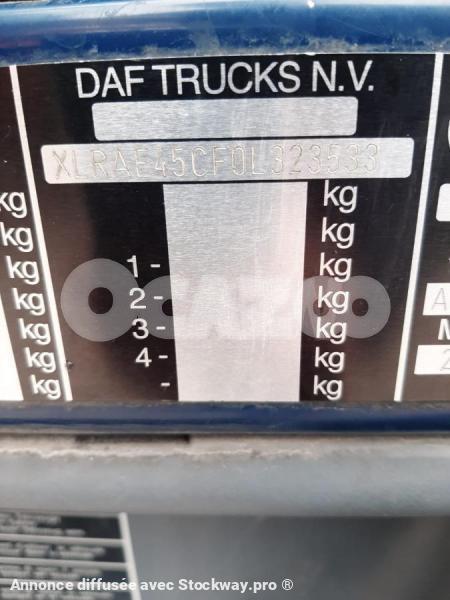 DAF TRUCKS N.V.
XLRAE45CF0L323533
kg kg
kg kg
kg 1- kg
kg 2- kg
kg 3- kg
kg 4- kg
kg - kg
OCAZOO
Annonce diffusée avec Stockway.pro ®